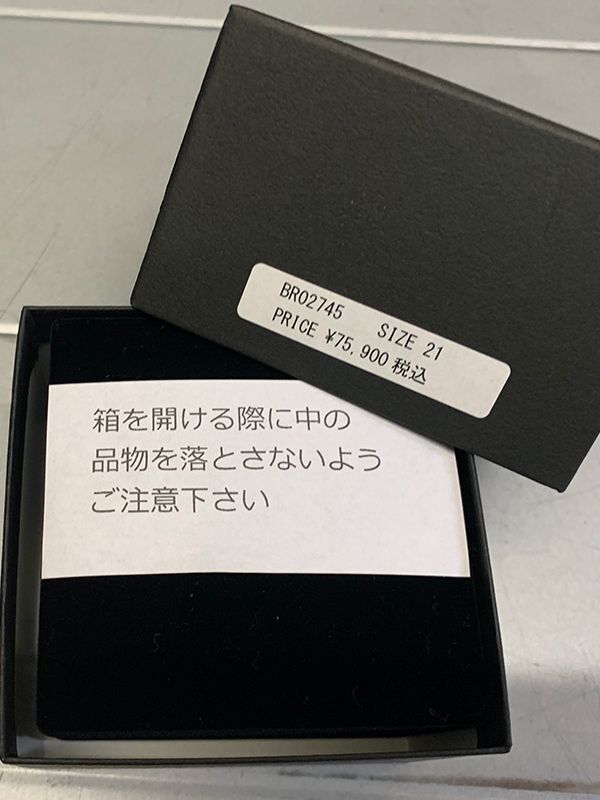 BR02745 SIZE 21
PRICE ¥75,900 税込
箱を開ける際に中の
品物を落とさないよう
ご注意下さい